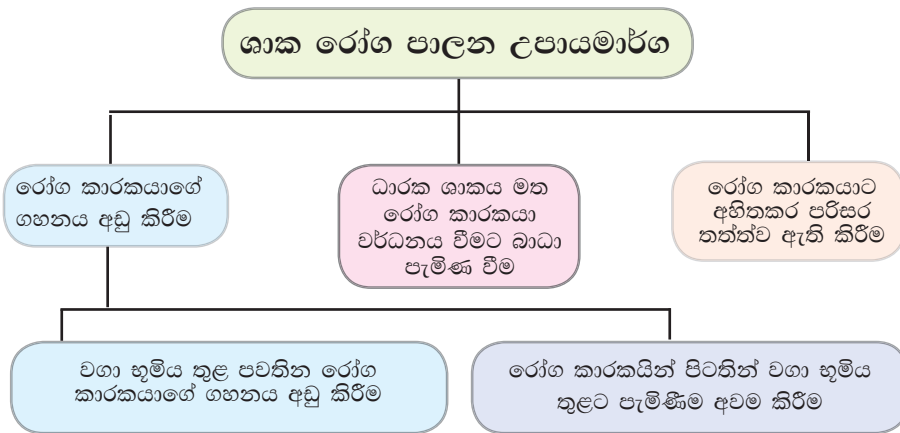 ශාක රෝග පාලන උපායමාර්ග
රෝග කාරකයාගේ
ගහනය අඩු කිරීම
ධාරක ශාකය මත
රෝග කාරකයා
වර්ධනය වීමට බාධා
පැමිණ වීම
රෝග කාරකයාට
අහිතකර පරිසර
තත්ත්ව ඇති කිරීම
වගා භූමිය තුළ පවතින රෝග
කාරකයාගේ ගහනය අඩු කිරීම
රෝග කාරකයින් පිටතින් වගා භූමිය
තුළට පැමිණීම අවම කිරීම